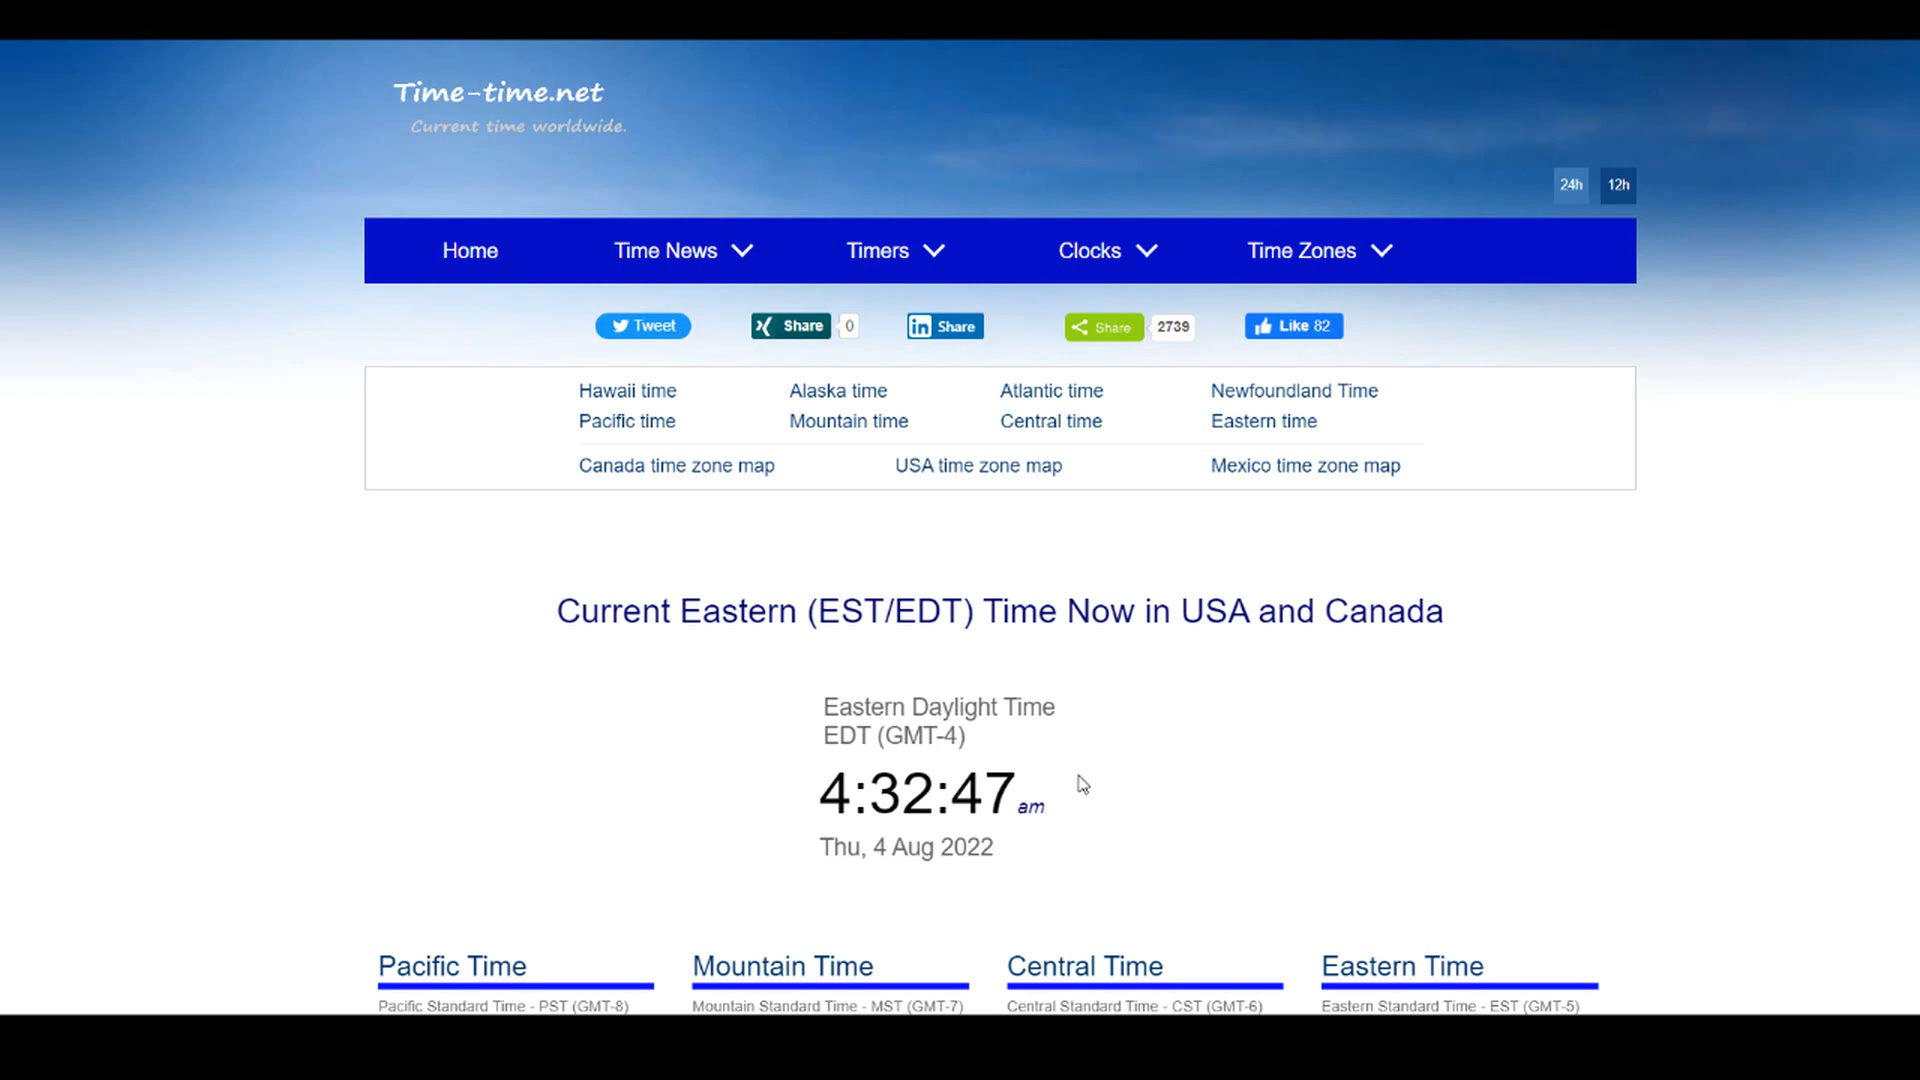 Time-time.net
Current time worldwide.
24h 12h
Home Time News Timers Clocks Time Zones
Tweet Share 0 in Share Share 2739 Like 82
Hawaii time Alaska time Atlantic time Newfoundland Time
Pacific time Mountain time Central time Eastern time
Canada time zone map USA time zone map Mexico time zone map
Current Eastern (EST/EDT) Time Now in USA and Canada
Eastern Daylight Time
EDT (GMT-4)
4:32:47 am
Thu, 4 Aug 2022
Pacific Time Mountain Time Central Time Eastern Time
Pacific Standard Time - PST (GMT-8) Mountain Standard Time - MST (GMT-7) Central Standard Time - CST (GMT-6) Eastern Standard Time - EST (GMT-5)